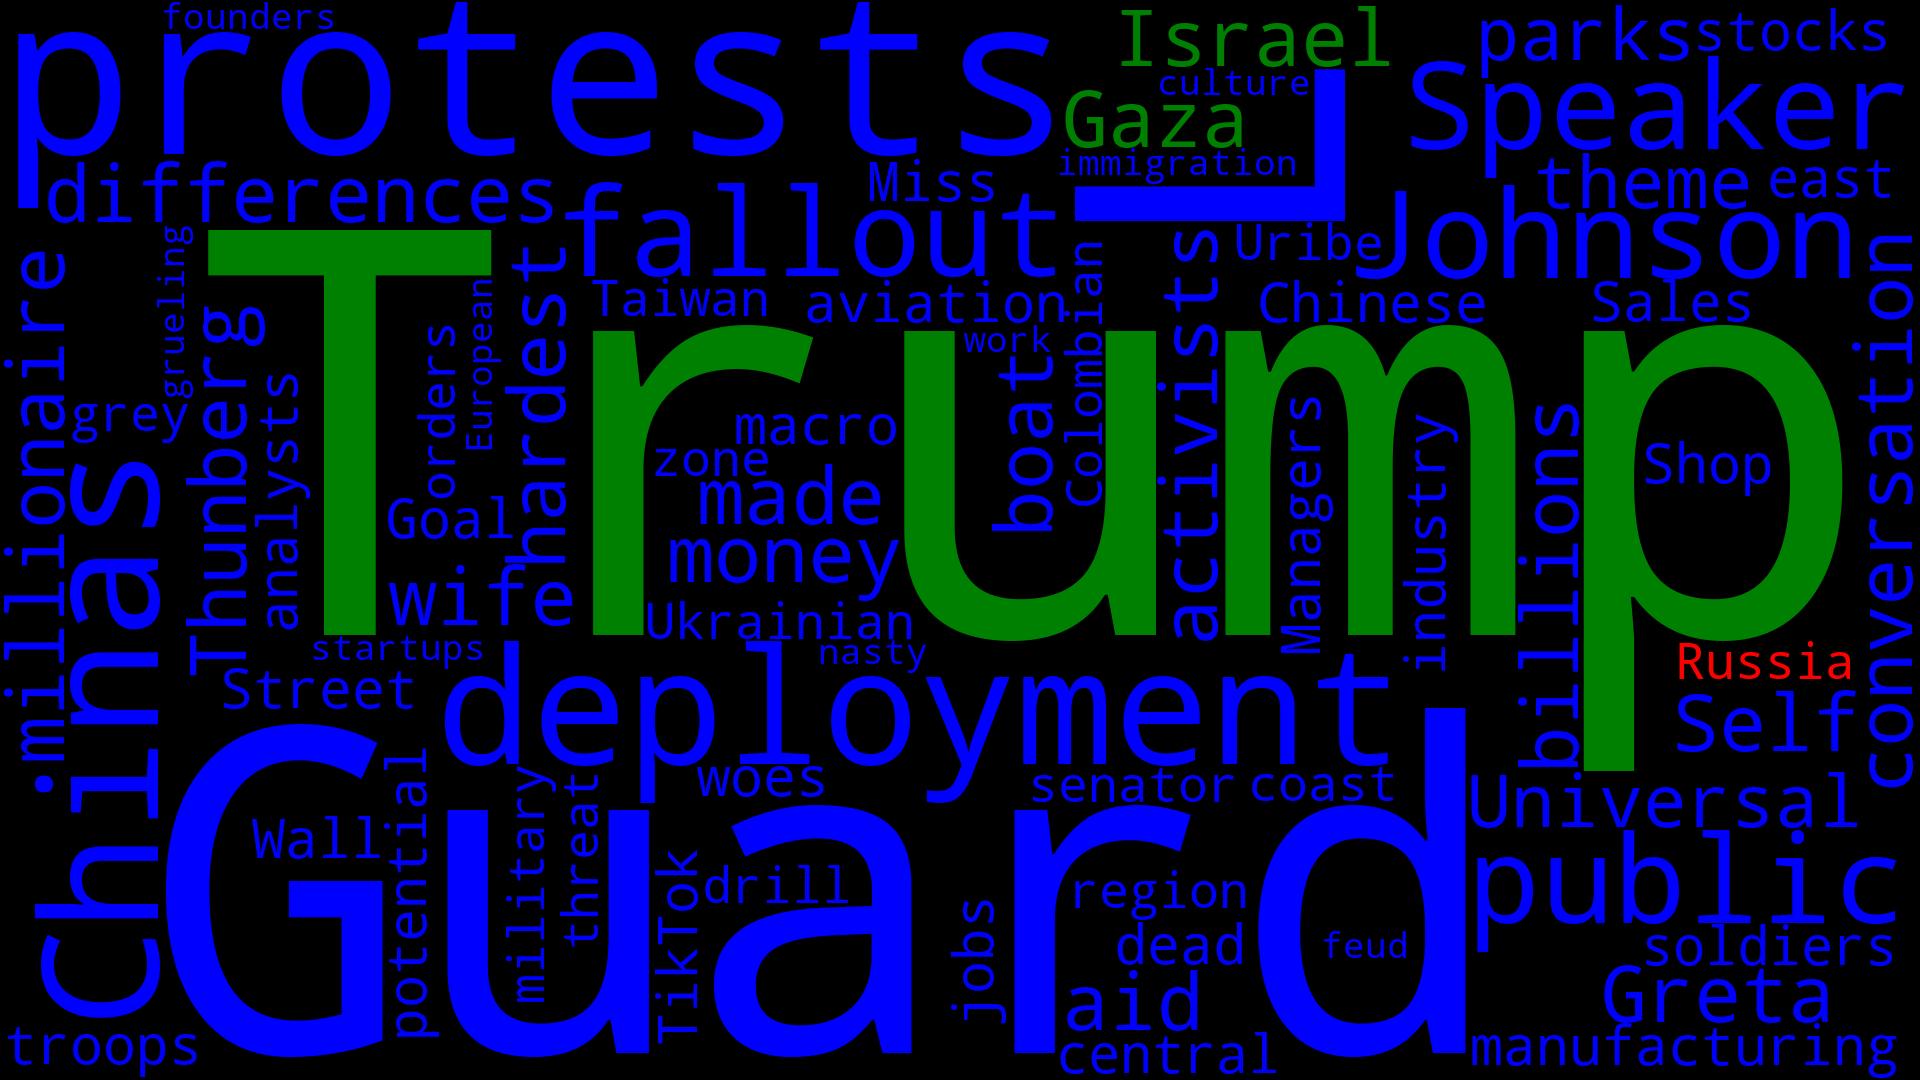 founders
protests
Israel
parks
stocks
culture
Speaker
Gaza
immigration
differences
Miss
theme
east
fallout
Johnson
Uribe
millionaire
grueling
Thunberg
European
hardest
Taiwan
aviation
Colombian
activists
Chinese
Sales
conversation
Trump
orders
work
analysts
grey
boat
macro
Managers
industry
billions
zone
Shop
made
Goal
Chinas
money
wife
Ukrainian
startups
nasty
Russia
Street
deployment
Self
Guard
potential
woes
military
threat
senator
coast
Universal
Wall
TikTok
drill
jobs
region
public
dead
feud
soldiers
aid
Greta
troops
central
manufacturing